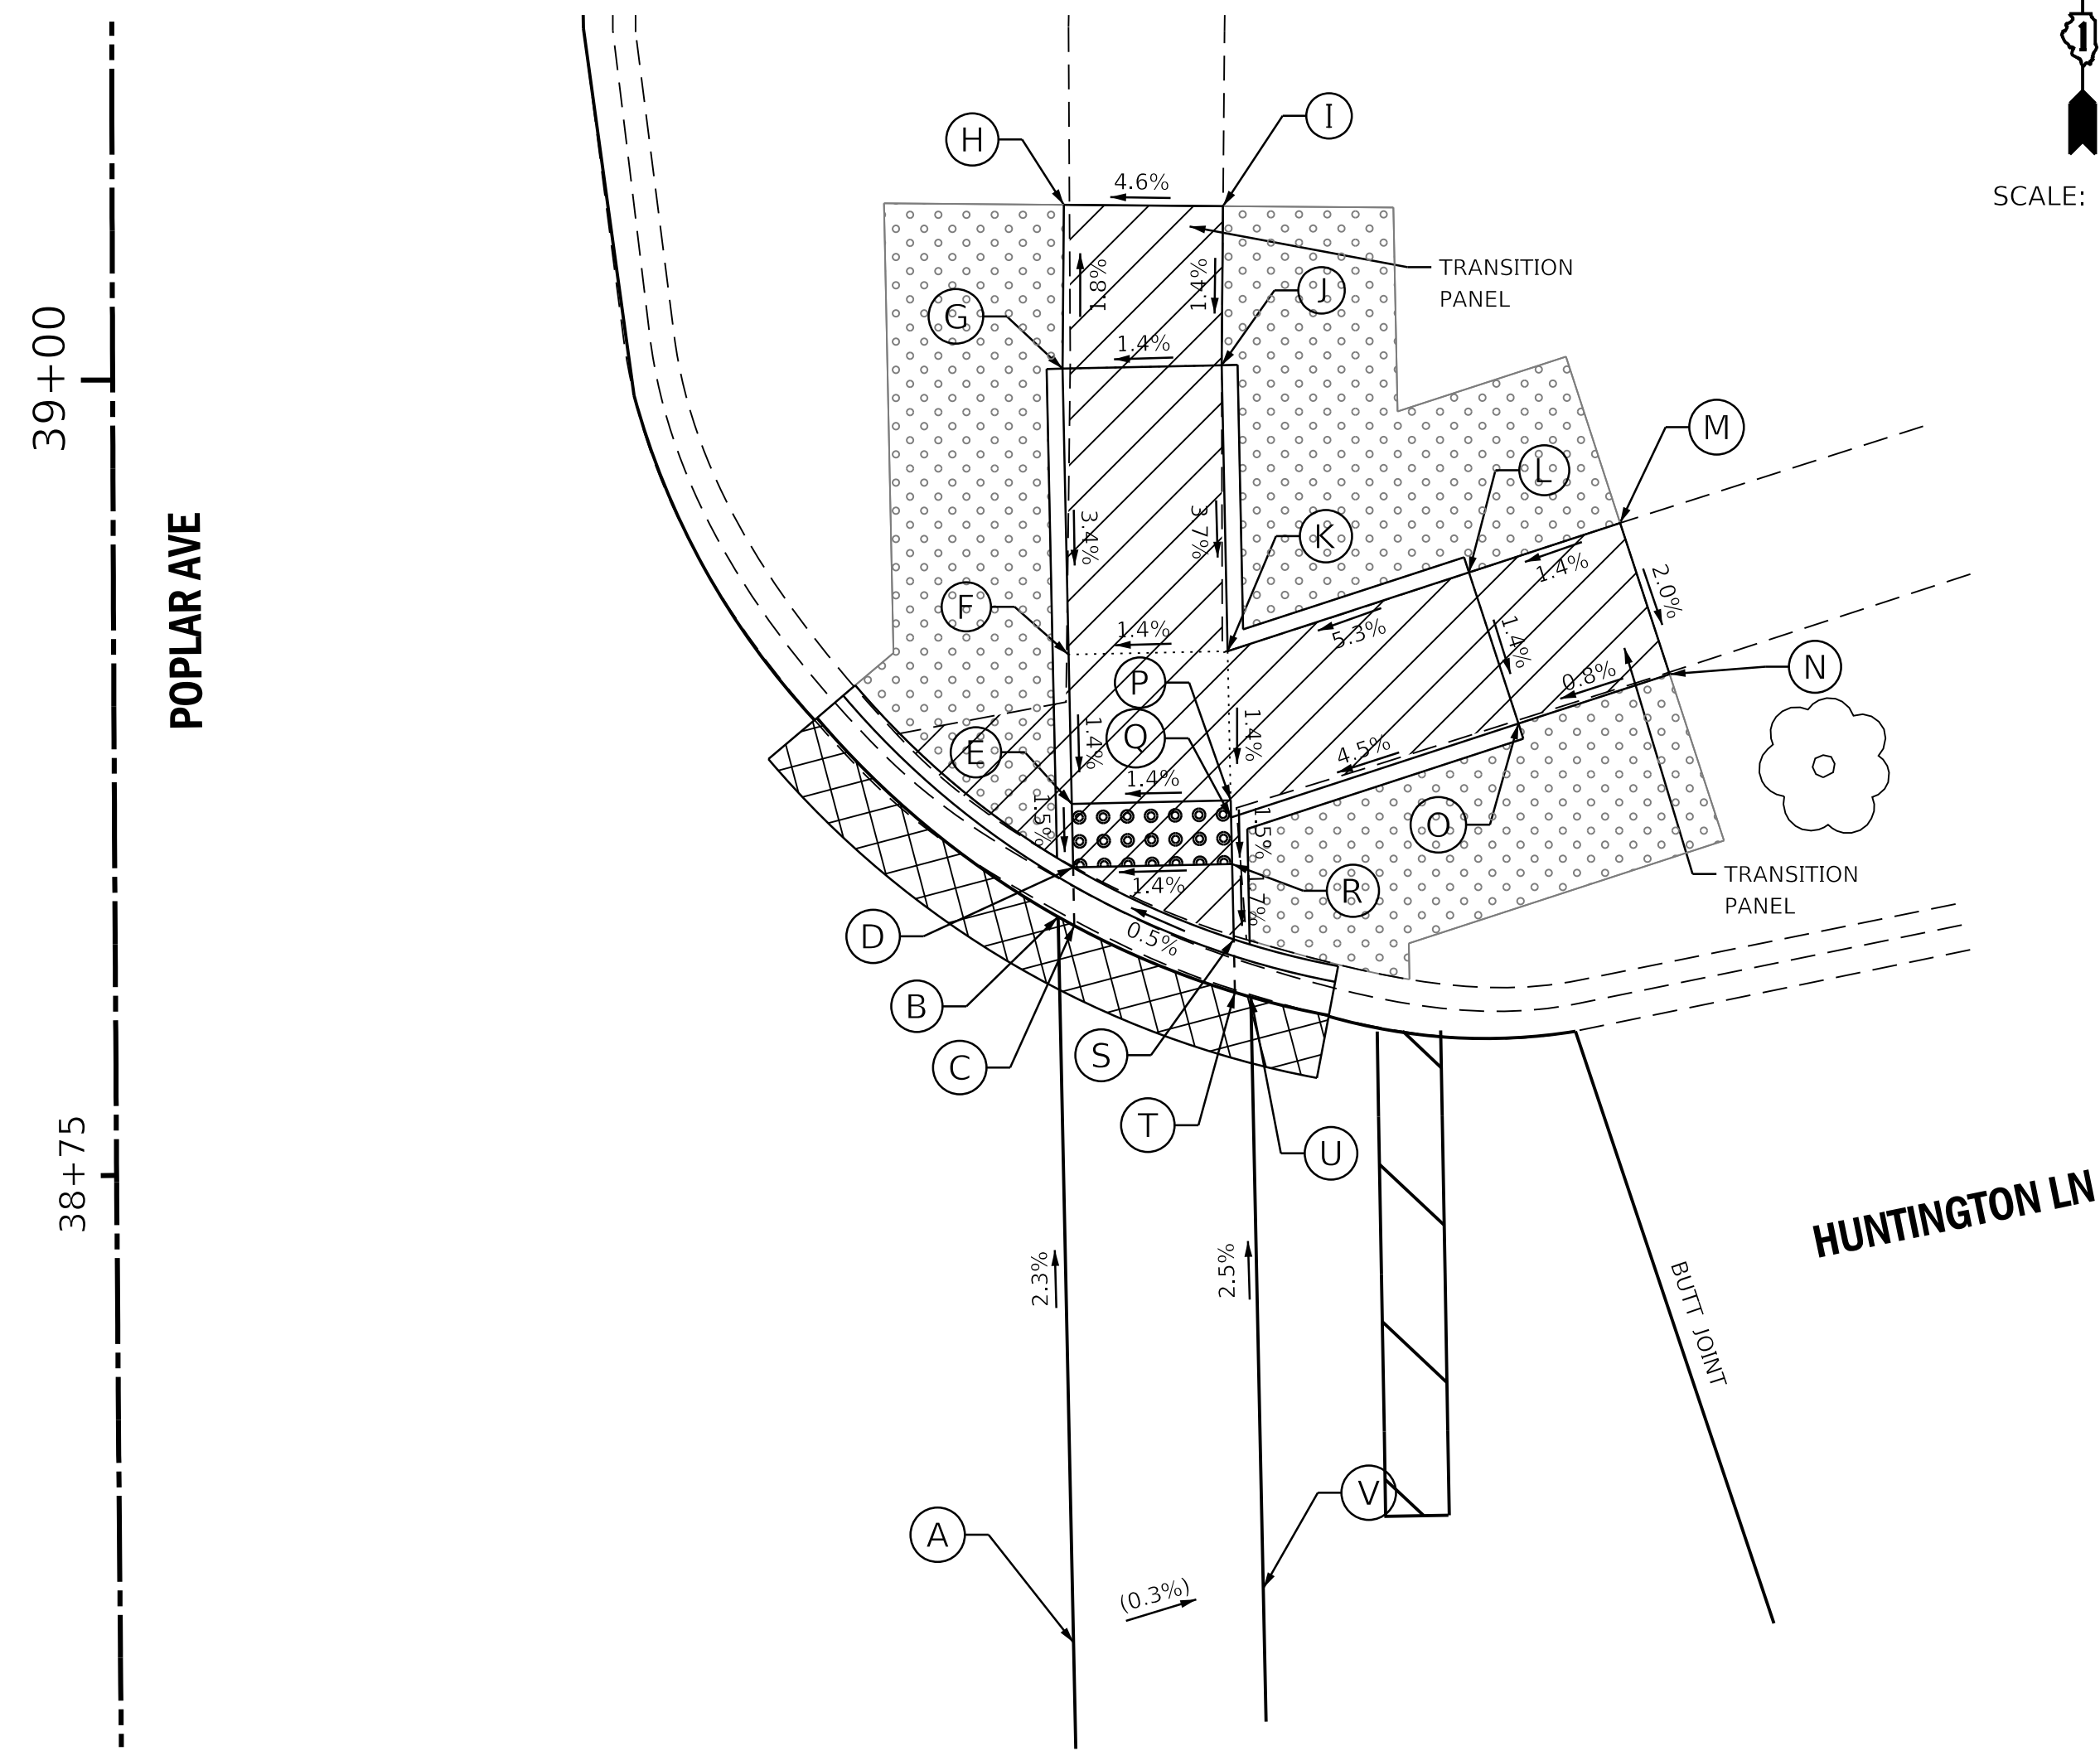 I
H
4.6%
SCALE:
TRANSITION
PANEL
1.8%
1.4%
J
G
39+00
1.4%
M
L
3.4%
3.7%
K
POPLAR AVE
1.4%
2.0%
F
1.4%
5.3%
1.4%
N
P
0.8%
Q
1.4%
1.4%
E
4.5%
1.4%
1.5%
1.5%
O
TRANSITION
PANEL
1.4%
R
D
0.5%
B
C
S
T
U
38+75
HUNTINGTON LN
2.3%
2.5%
BUTT JOINT
V
A
(0.3%)